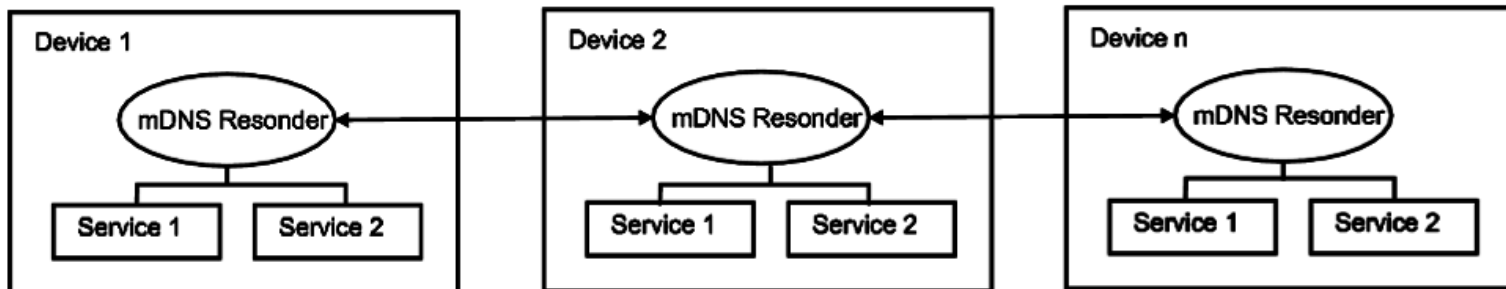 Device 1
mDNS Resonder
Service 1
Service 2
Device 2
mDNS Resonder
Service 1
Service 2
Device n
mDNS Resonder
Service 1
Service 2